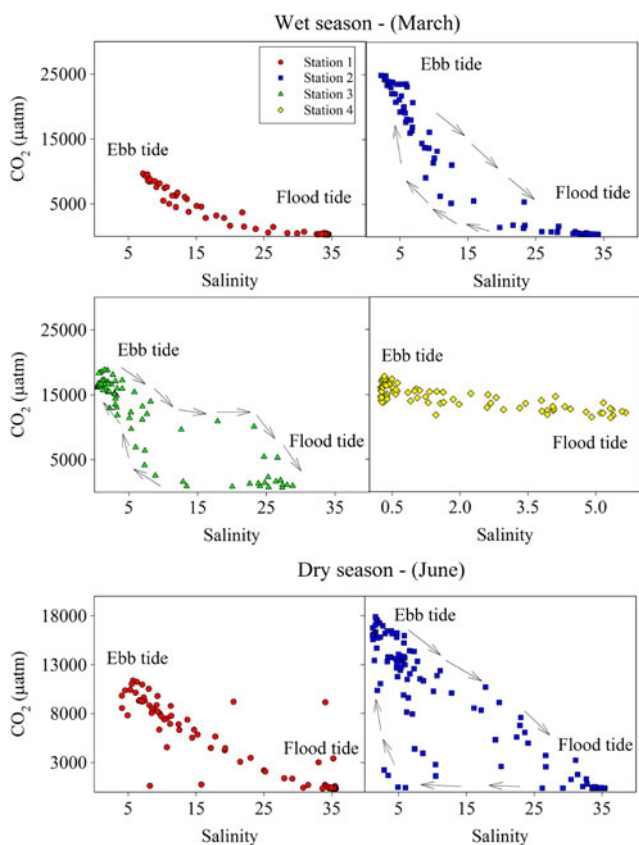 Wet season - (March)
CO₂ (µatm)
25000
15000
5000
Ebb tide
Flood tide
5
15
25
35
Salinity
Station 1
Station 2
Station 3
Station 4
Ebb tide
Flood tide
5
15
25
35
Salinity
CO₂ (µatm)
25000
15000
5000
Ebb tide
Flood tide
5
15
25
35
Salinity
Ebb tide
Flood tide
0.5
2.0
3.5
5.0
Salinity
Dry season - (June)
CO₂ (µatm)
18000
13000
8000
3000
Ebb tide
Flood tide
5
15
25
35
Salinity
Ebb tide
Flood tide
5
15
25
35
Salinity